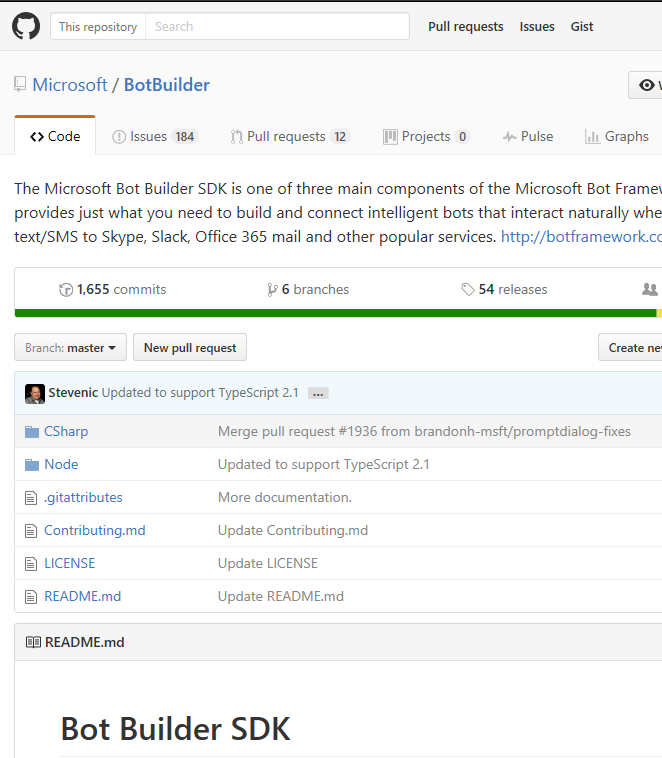 This repository Search Pull requests Issues Gist
Microsoft / BotBuilder
Code Issues 184 Pull requests 12 Projects 0 Pulse Graphs
The Microsoft Bot Builder SDK is one of three main components of the Microsoft Bot
provides just what you need to build and connect intelligent bots that interact naturally
text/SMS to Skype, Slack, Office 365 mail and other popular services. http://botframework.co
1,655 commits 6 branches 54 releases
Branch: master New pull request Create
Stevenic Updated to support TypeScript 2.1 ...
CSharp Merge pull request #1936 from brandonh-msft/promptdialog-fixes
Node Updated to support TypeScript 2.1
.gitattributes More documentation.
Contributing.md Update Contributing.md
LICENSE Update LICENSE
README.md Update README.md
README.md
Bot Builder SDK